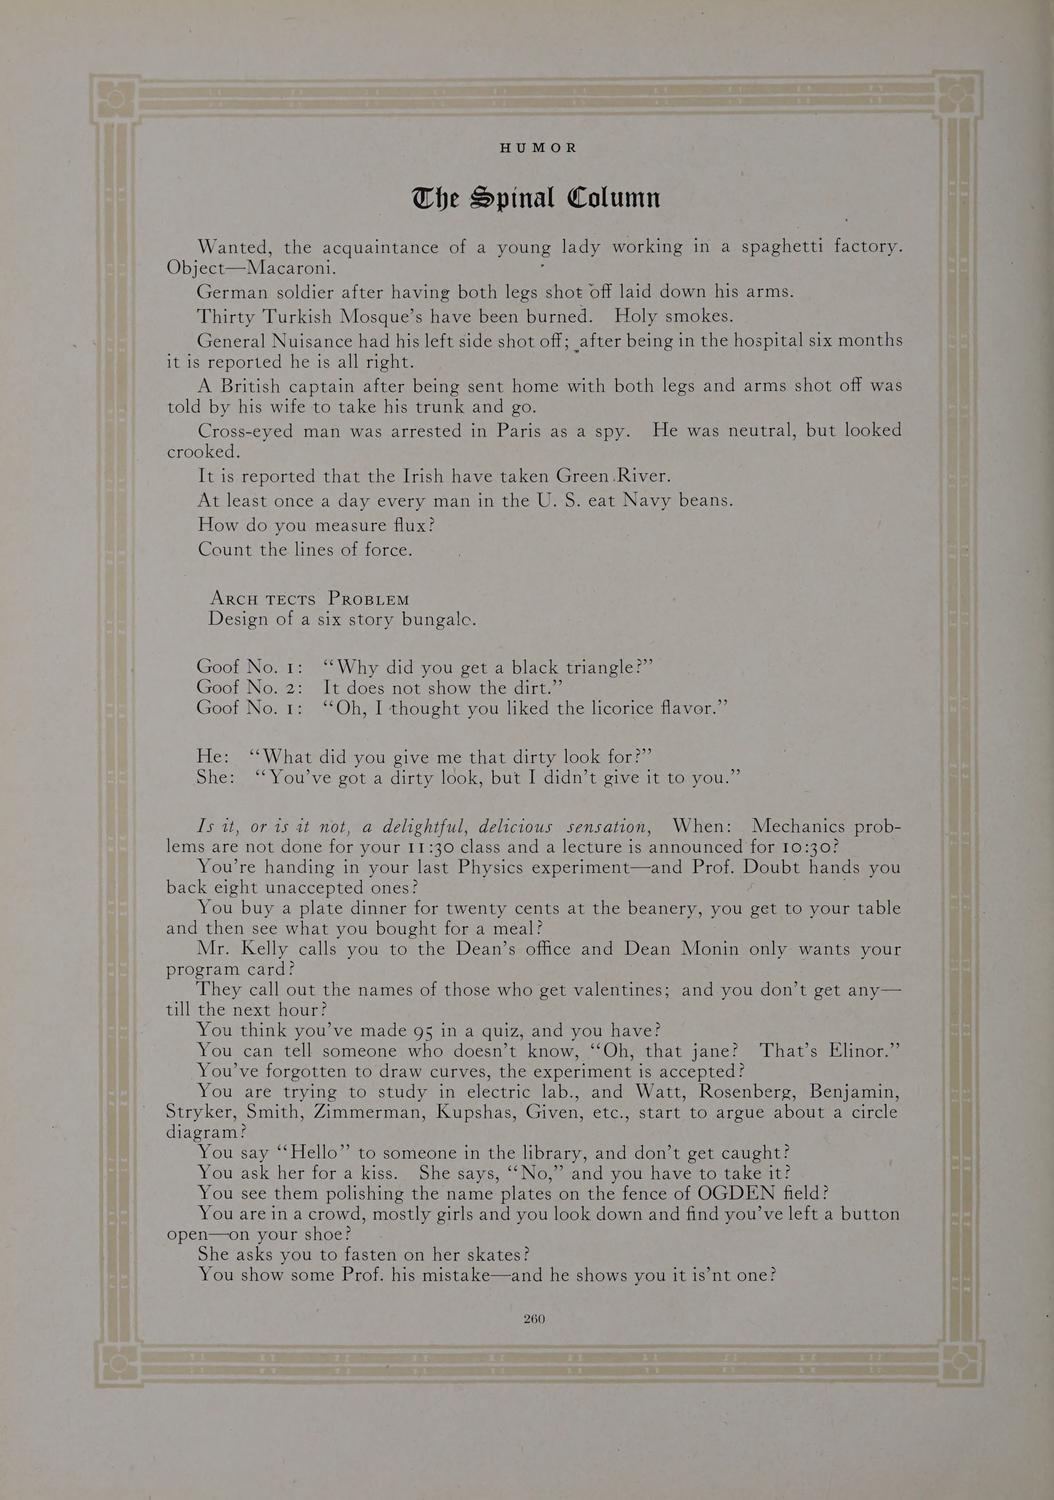 HUMOR
The Spinal Column
Wanted, the acquaintance of a young lady working in a spaghetti factory.
Object—Macaroni.
German soldier after having both legs shot off laid down his arms.
Thirty Turkish Mosque's have been burned. Holy smokes.
General Nuisance had his left side shot off; after being in the hospital six months
it is reported he is all right.
A British captain after being sent home with both legs and arms shot off was
told by his wife to take his trunk and go.
Cross-eyed man was arrested in Paris as a spy. He was neutral, but looked
crooked.
It is reported that the Irish have taken Green River.
At least once a day every man in the U. S. eat Navy beans.
How do you measure flux?
Count the lines of force.
ARCH TECTS PROBLEM
Design of a six story bungalc.
Goof No. 1: “Why did you get a black triangle?”
Goof No. 2: It does not show the dirt.”
Goof No. 1: “Oh, I thought you liked the licorice flavor.”
He: “What did you give me that dirty look for?”
She: “You've got a dirty look, but I didn't give it to you.”
Is it, or is it not, a delightful, delicious sensation, When: Mechanics prob-
lems are not done for your 11:30 class and a lecture is announced for 10:30?
You're handing in your last Physics experiment—and Prof. Doubt hands you
back eight unaccepted ones?
You buy a plate dinner for twenty cents at the beanery, you get to your table
and then see what you bought for a meal?
Mr. Kelly calls you to the Dean's office and Dean Monin only wants your
program card?
They call out the names of those who get valentines; and you don't get any—
till the next hour?
You think you've made 95 in a quiz, and you have?
You can tell someone who doesn't know, “Oh, that jane? That's Elinor.”
You've forgotten to draw curves, the experiment is accepted?
You are trying to study in electric lab., and Watt, Rosenberg, Benjamin,
Stryker, Smith, Zimmerman, Kupshas, Given, etc., start to argue about a circle
diagram?
You say “Hello” to someone in the library, and don't get caught?
You ask her for a kiss. She says, “No,” and you have to take it?
You see them polishing the name plates on the fence of OGDEN field?
You are in a crowd, mostly girls and you look down and find you've left a button
open—on your shoe?
She asks you to fasten on her skates?
You show some Prof. his mistake—and he shows you it is'nt one?
260